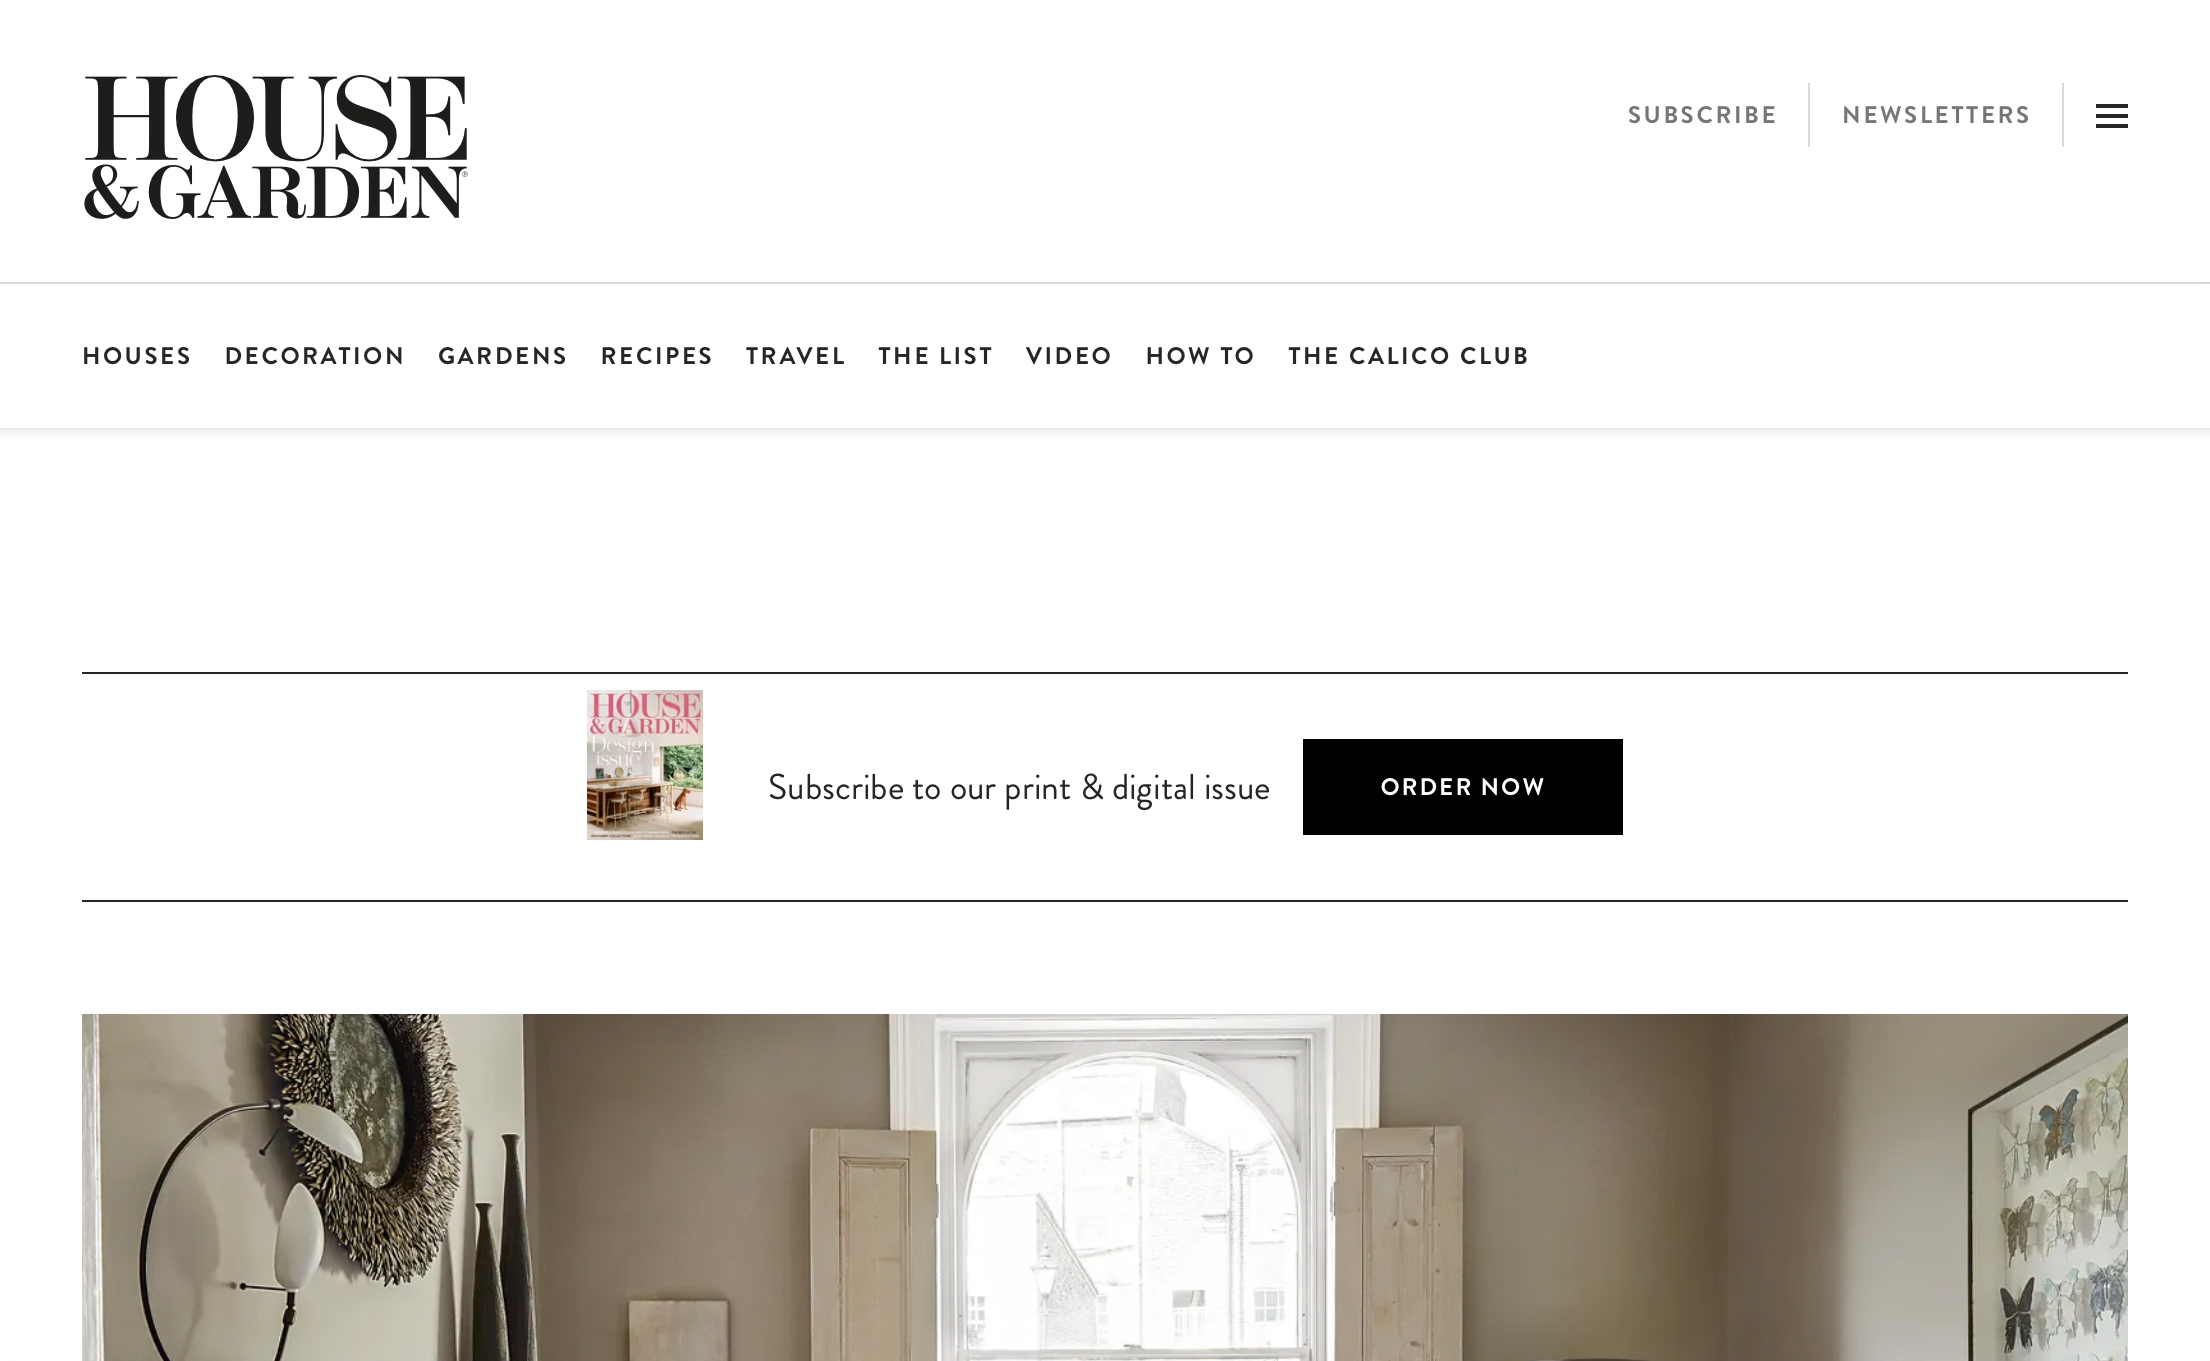 HOUSE
& GARDEN®
SUBSCRIBE
NEWSLETTERS
HOUSES DECORATION GARDENS RECIPES TRAVEL THE LIST VIDEO HOW TO THE CALICO CLUB
HOUSE
& GARDEN
Design
issue
Subscribe to our print & digital issue
ORDER NOW